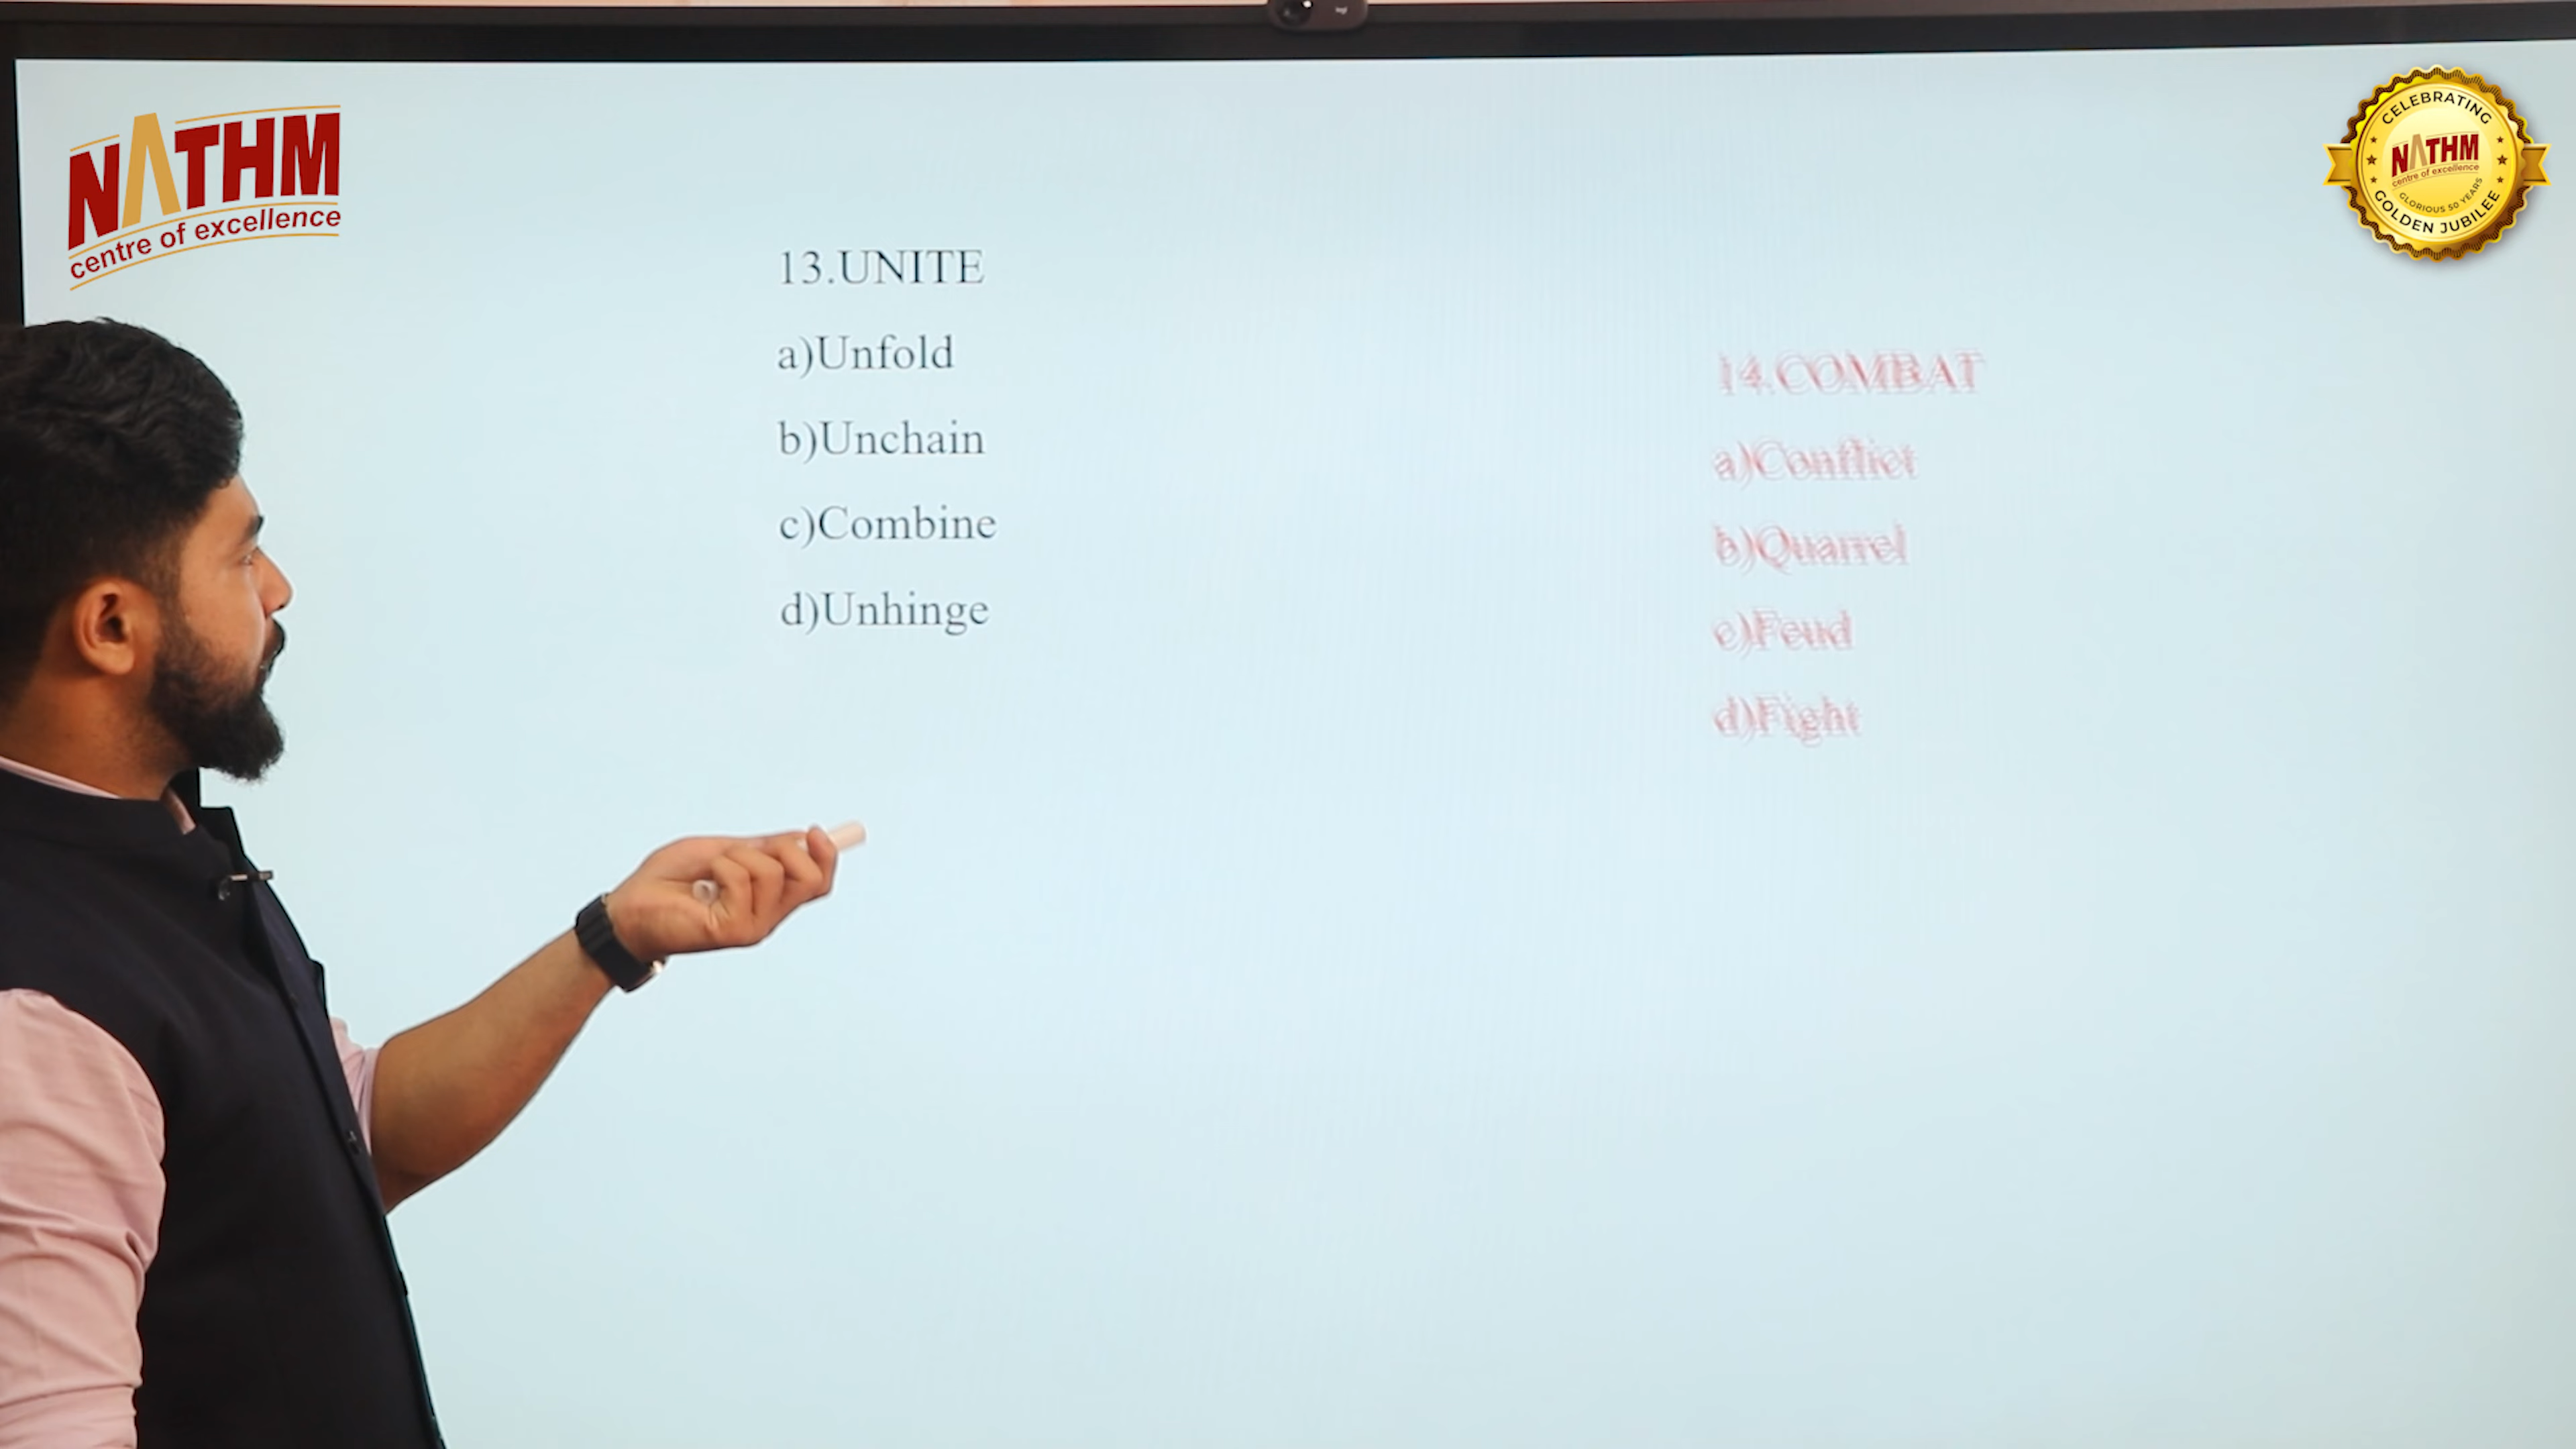 NATHM
centre of excellence
CELEBRATING
NATHM
centre of excellence
GLORIOUS 50 YEARS
GOLDEN JUBILEE
13.UNITE
a)Unfold
b)Unchain
c)Combine
d)Unhinge
14.COMBAT
a)Conflict
b)Quarrel
c)Feud
d)Fight